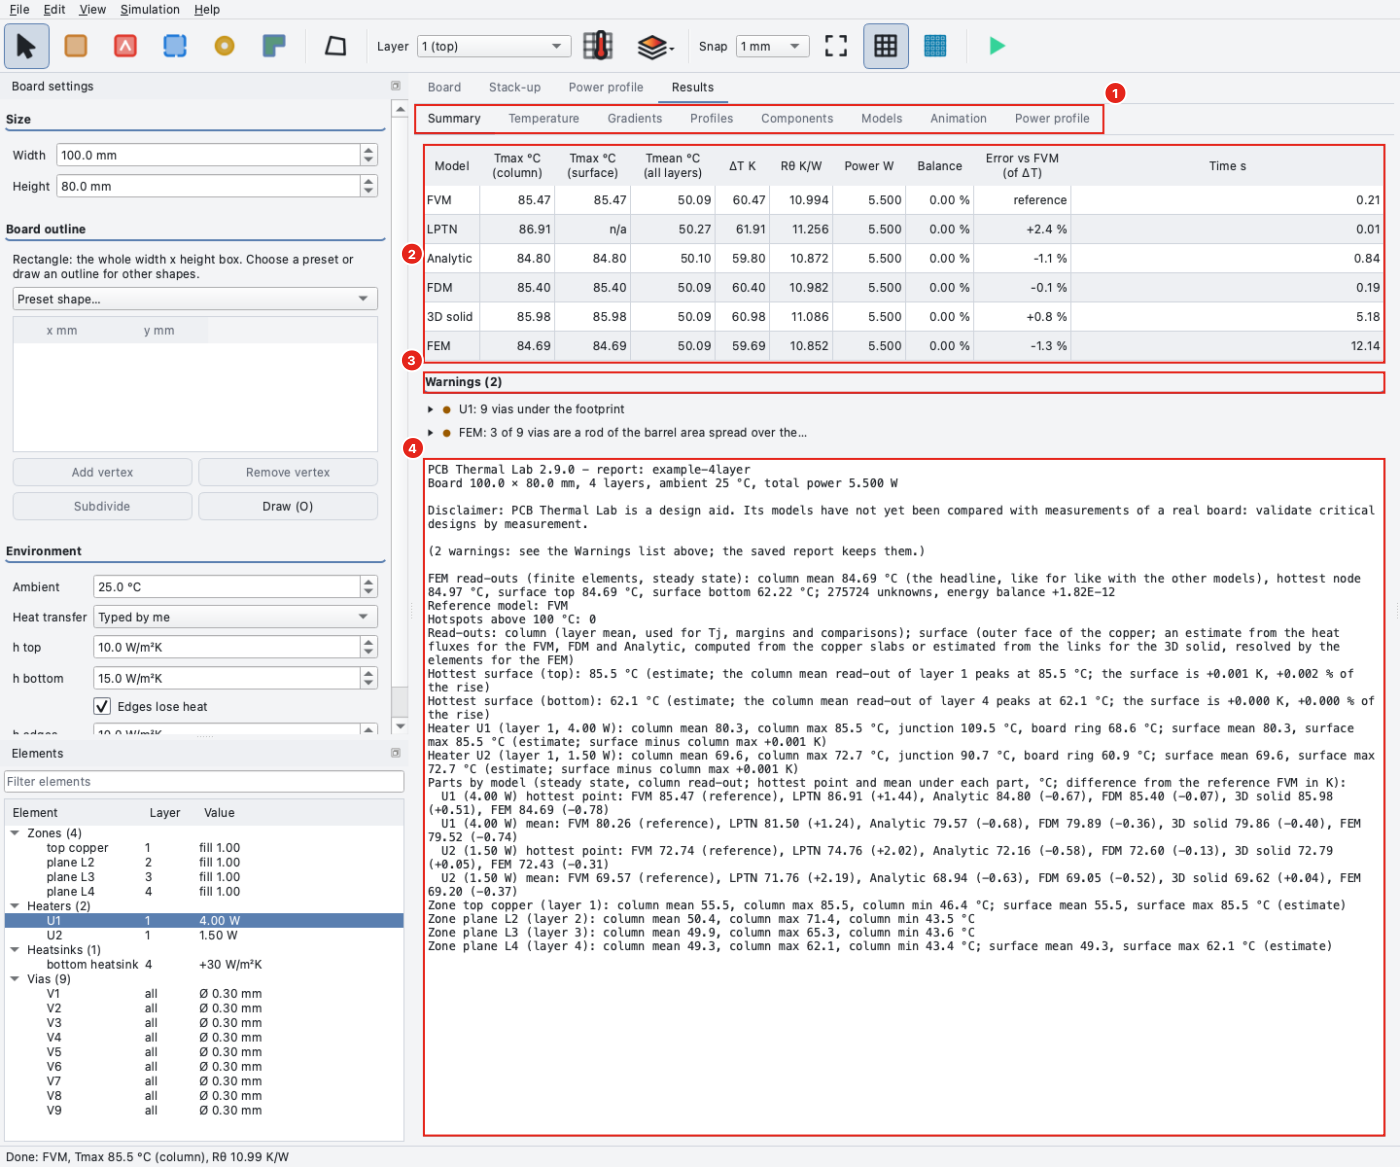 File Edit View Simulation Help
Layer 1 (top) Snap 1 mm
Board settings
Size
Width 100.0 mm
Height 80.0 mm
Board outline
Rectangle: the whole width x height box. Choose a preset or
draw an outline for other shapes.
Preset shape...
x mm y mm
Add vertex Remove vertex
Subdivide Draw (O)
Environment
Ambient 25.0 °C
Heat transfer Typed by me
h top 10.0 W/m²K
h bottom 15.0 W/m²K
Edges lose heat
h edges 10.0 W/m²K
Elements
Filter elements
Element Layer Value
Zones (4)
top copper 1 fill 1.00
plane L2 2 fill 1.00
plane L3 3 fill 1.00
plane L4 4 fill 1.00
Heaters (2)
U1 1 4.00 W
U2 1 1.50 W
Heatsinks (1)
bottom heatsink 4 +30 W/m²K
Vias (9)
V1 all Ø 0.30 mm
V2 all Ø 0.30 mm
V3 all Ø 0.30 mm
V4 all Ø 0.30 mm
V5 all Ø 0.30 mm
V6 all Ø 0.30 mm
V7 all Ø 0.30 mm
V8 all Ø 0.30 mm
V9 all Ø 0.30 mm
Board Stack-up Power profile Results
1
Summary Temperature Gradients Profiles Components Models Animation Power profile
Model Tmax °C (column) Tmax °C (surface) Tmean °C (all layers) ΔT K Rθ K/W Power W Balance Error vs FVM (of ΔT) Time s
FVM 85.47 85.47 50.09 60.47 10.994 5.500 0.00 % reference 0.21
LPTN 86.91 n/a 50.27 61.91 11.256 5.500 0.00 % +2.4 % 0.01
2
Analytic 84.80 84.80 50.10 59.80 10.872 5.500 0.00 % -1.1 % 0.84
FDM 85.40 85.40 50.09 60.40 10.982 5.500 0.00 % -0.1 % 0.19
3D solid 85.98 85.98 50.09 60.98 11.086 5.500 0.00 % +0.8 % 5.18
FEM 84.69 84.69 50.09 59.69 10.852 5.500 0.00 % -1.3 % 12.14
3
Warnings (2)
U1: 9 vias under the footprint
FEM: 3 of 9 vias are a rod of the barrel area spread over the...
4
PCB Thermal Lab 2.9.0 — report: example-4layer
Board 100.0 × 80.0 mm, 4 layers, ambient 25 °C, total power 5.500 W
Disclaimer: PCB Thermal Lab is a design aid. Its models have not yet been compared with measurements of a real board: validate critical
designs by measurement.
(2 warnings: see the Warnings list above; the saved report keeps them.)
FEM read-outs (finite elements, steady state): column mean 84.69 °C (the headline, like for like with the other models), hottest node
84.97 °C, surface top 84.69 °C, surface bottom 62.22 °C; 275724 unknowns, energy balance +1.82E-12
Reference model: FVM
Hotspots above 100 °C: 0
Read-outs: column (layer mean, used for Tj, margins and comparisons); surface (outer face of the copper; an estimate from the heat
fluxes for the FVM, FDM and Analytic, computed from the copper slabs or estimated from the links for the 3D solid, resolved by the
elements for the FEM)
Hottest surface (top): 85.5 °C (estimate; the column mean read-out of layer 1 peaks at 85.5 °C; the surface is +0.001 K, +0.002 % of
the rise)
Hottest surface (bottom): 62.1 °C (estimate; the column mean read-out of layer 4 peaks at 62.1 °C; the surface is +0.000 K, +0.000 % of
the rise)
Heater U1 (layer 1, 4.00 W): column mean 80.3, column max 85.5 °C, junction 109.5 °C, board ring 68.6 °C; surface mean 80.3, surface
max 85.5 °C (estimate; surface minus column max +0.001 K)
Heater U2 (layer 1, 1.50 W): column mean 69.6, column max 72.7 °C, junction 90.7 °C, board ring 60.9 °C; surface mean 69.6, surface max
72.7 °C (estimate; surface minus column max +0.001 K)
Parts by model (steady state, column read-out; hottest point and mean under each part, °C; difference from the reference FVM in K):
U1 (4.00 W) hottest point: FVM 85.47 (reference), LPTN 86.91 (+1.44), Analytic 84.80 (-0.67), FDM 85.40 (-0.07), 3D solid 85.98
(+0.51), FEM 84.69 (-0.78)
U1 (4.00 W) mean: FVM 80.26 (reference), LPTN 81.50 (+1.24), Analytic 79.57 (-0.68), FDM 79.89 (-0.36), 3D solid 79.86 (-0.40), FEM
79.52 (-0.74)
U2 (1.50 W) hottest point: FVM 72.74 (reference), LPTN 74.76 (+2.02), Analytic 72.16 (-0.58), FDM 72.60 (-0.13), 3D solid 72.79
(+0.05), FEM 72.43 (-0.31)
U2 (1.50 W) mean: FVM 69.57 (reference), LPTN 71.76 (+2.19), Analytic 68.94 (-0.63), FDM 69.05 (-0.52), 3D solid 69.62 (+0.04), FEM
69.20 (-0.37)
Zone top copper (layer 1): column mean 55.5, column max 85.5, column min 46.4 °C; surface mean 55.5, surface max 85.5 °C (estimate)
Zone plane L2 (layer 2): column mean 50.4, column max 71.4, column min 43.5 °C
Zone plane L3 (layer 3): column mean 49.9, column max 65.3, column min 43.6 °C
Zone plane L4 (layer 4): column mean 49.3, column max 62.1, column min 43.4 °C; surface mean 49.3, surface max 62.1 °C (estimate)
Done: FVM, Tmax 85.5 °C (column), Rθ 10.99 K/W